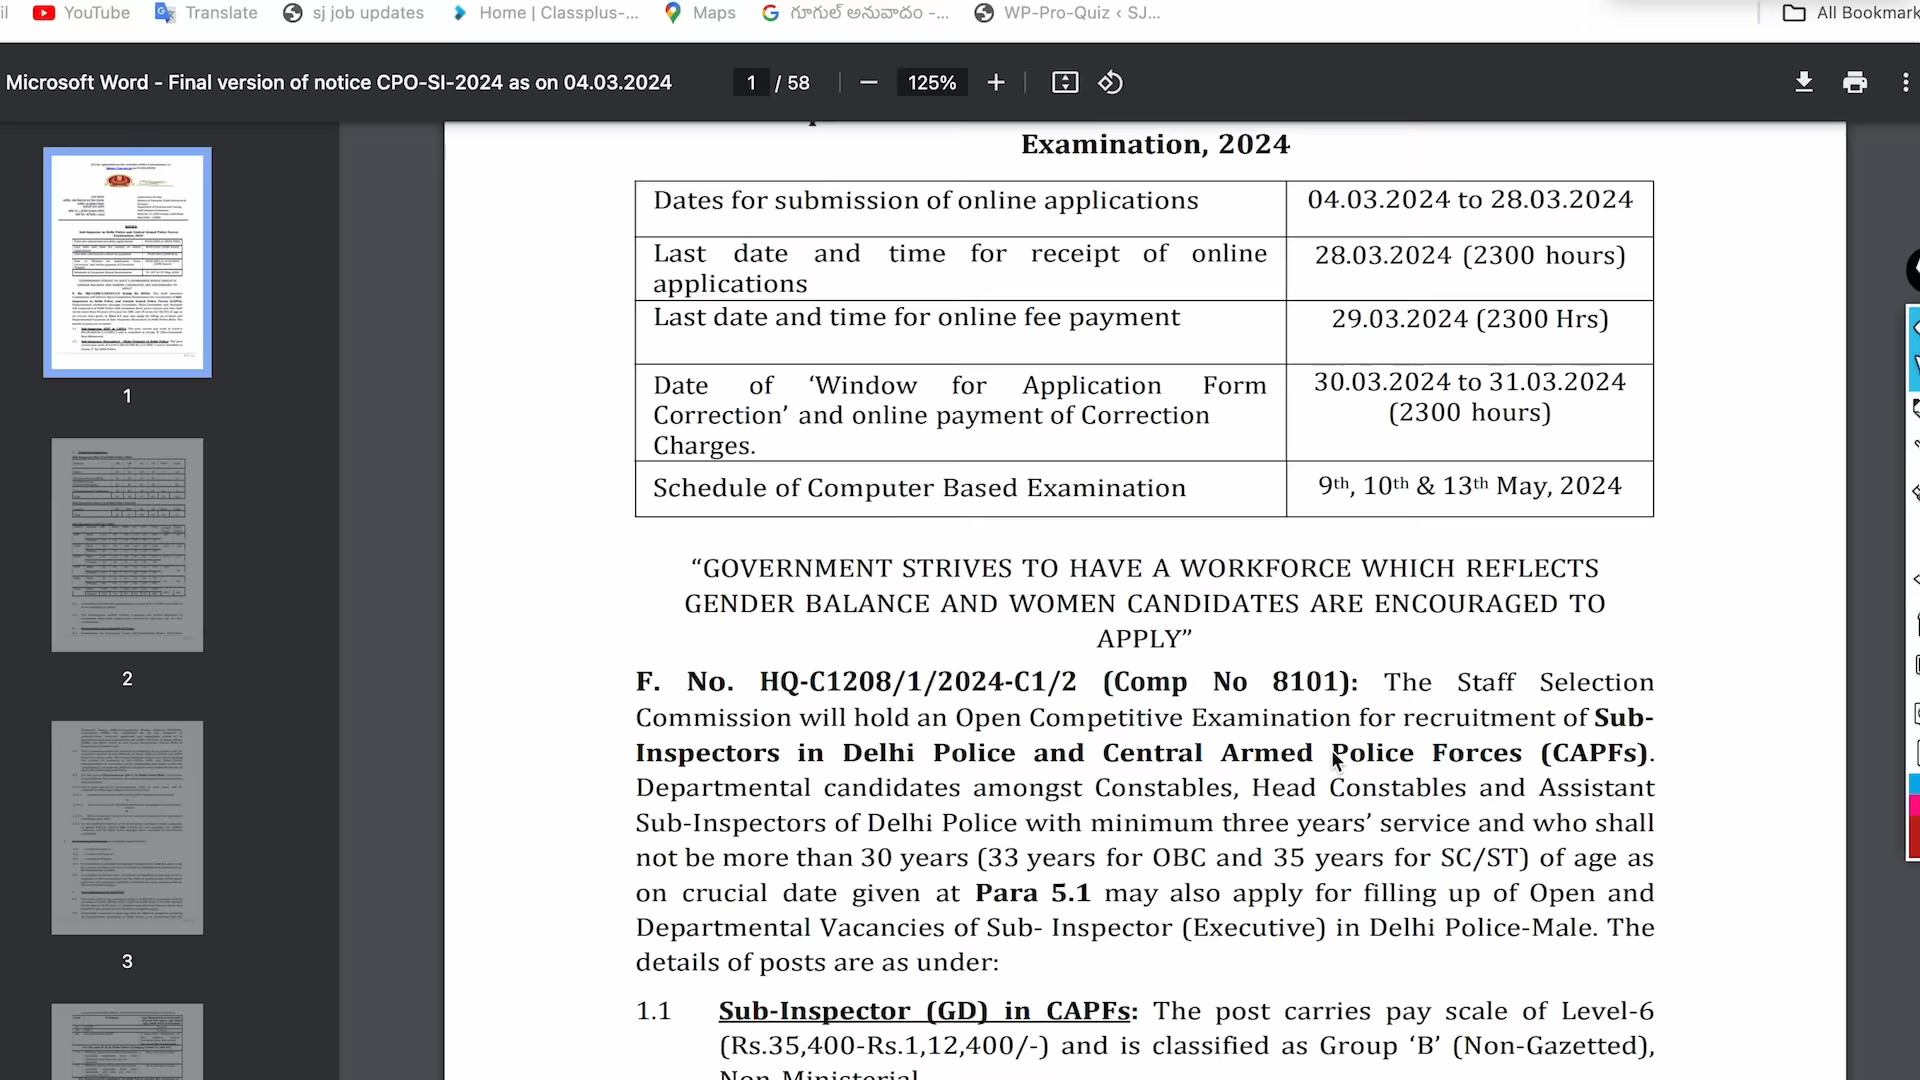 YouTube Translate sj job updates Home | Classplus-... Maps గూగుల్ అనువాదం -... WP-Pro-Quiz ‹ SJ... All Bookmark
Microsoft Word - Final version of notice CPO-SI-2024 as on 04.03.2024 1 / 58 125%
Examination, 2024
Dates for submission of online applications 04.03.2024 to 28.03.2024
Last date and time for receipt of online 28.03.2024 (2300 hours)
applications
Last date and time for online fee payment 29.03.2024 (2300 Hrs)
Date of ‘Window for Application Form 30.03.2024 to 31.03.2024
Correction’ and online payment of Correction (2300 hours)
Charges.
Schedule of Computer Based Examination 9th, 10th & 13th May, 2024
“GOVERNMENT STRIVES TO HAVE A WORKFORCE WHICH REFLECTS
GENDER BALANCE AND WOMEN CANDIDATES ARE ENCOURAGED TO
APPLY”
F. No. HQ-C1208/1/2024-C1/2 (Comp No 8101): The Staff Selection
Commission will hold an Open Competitive Examination for recruitment of Sub-
Inspectors in Delhi Police and Central Armed Police Forces (CAPFs).
Departmental candidates amongst Constables, Head Constables and Assistant
Sub-Inspectors of Delhi Police with minimum three years’ service and who shall
not be more than 30 years (33 years for OBC and 35 years for SC/ST) of age as
on crucial date given at Para 5.1 may also apply for filling up of Open and
Departmental Vacancies of Sub- Inspector (Executive) in Delhi Police-Male. The
details of posts are as under:
1.1 Sub-Inspector (GD) in CAPFs: The post carries pay scale of Level-6
(Rs.35,400-Rs.1,12,400/-) and is classified as Group ‘B’ (Non-Gazetted),
Non-Ministerial
1
2
3